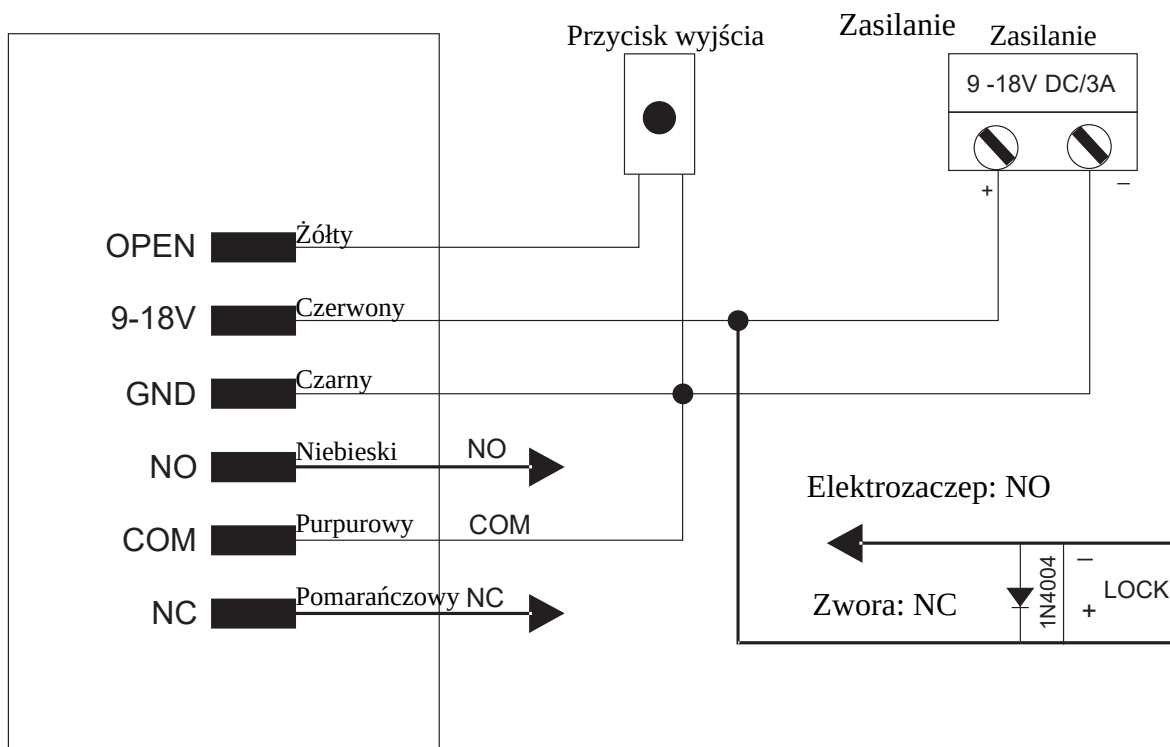 Przycisk wyjścia
Zasilanie
Zasilanie
9 -18V DC/3A
+
–
OPEN
Żółty
9-18V
Czerwony
GND
Czarny
NO
Niebieski
NO
COM
Purpurowy
COM
NC
Pomarańczowy
NC
Elektrozaczep: NO
Zwora: NC
1N4004
–
+
LOCK